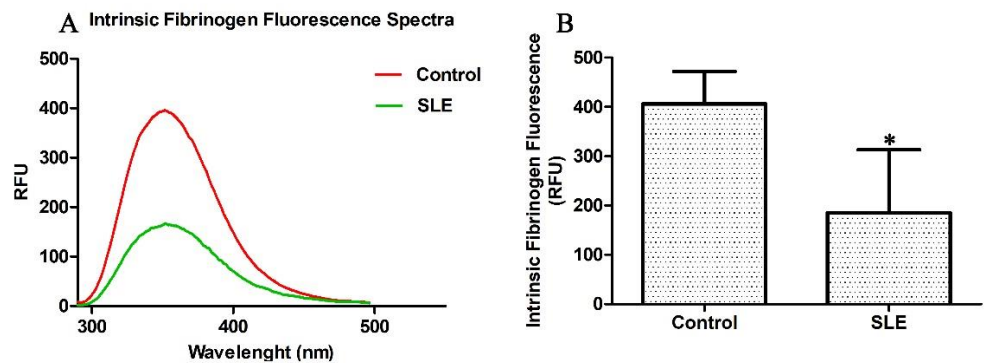 A Intrinsic Fibrinogen Fluorescence Spectra
500
400
300
200
100
0
RFU
Control
SLE
300
400
500
Wavelenght (nm)
B
Intrinsic Fibrinogen Fluorescence
(RFU)
500
400
300
200
100
0
*
Control
SLE